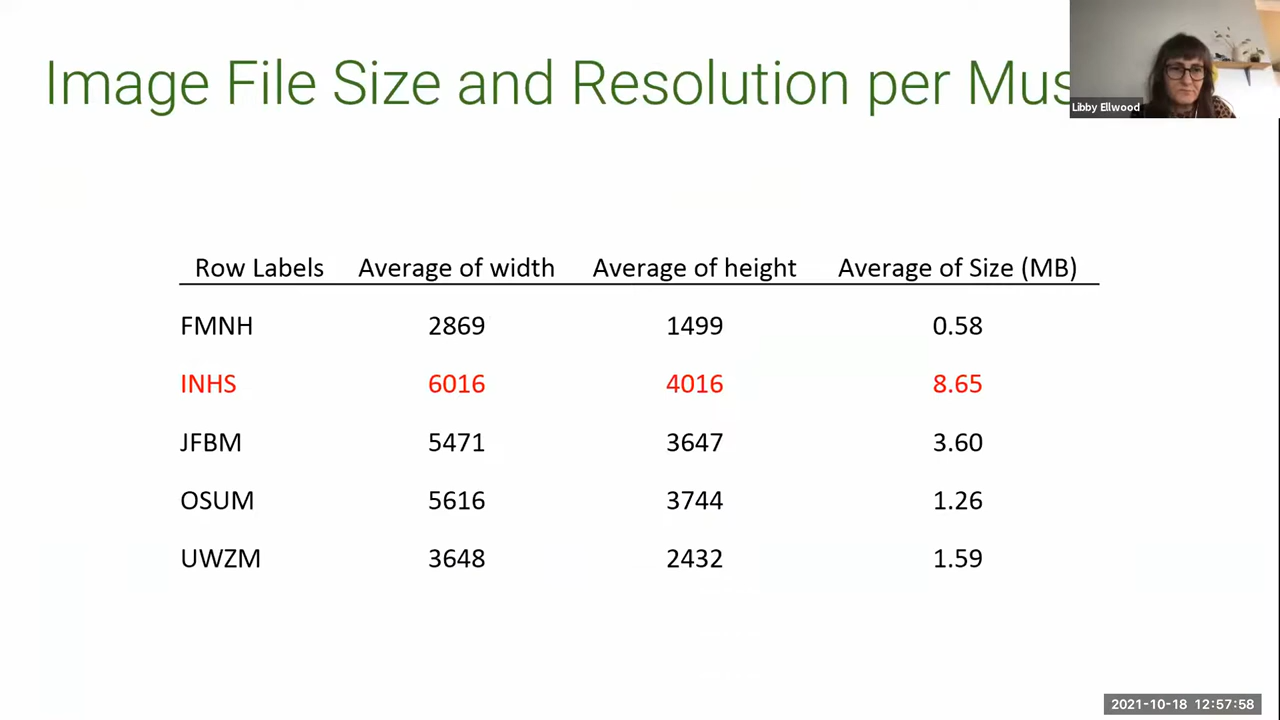 Image File Size and Resolution per Mus
Libby Ellwood
Row Labels Average of width Average of height Average of Size (MB)
FMNH 2869 1499 0.58
INHS 6016 4016 8.65
JFBM 5471 3647 3.60
OSUM 5616 3744 1.26
UWZM 3648 2432 1.59
2021-10-18 12:57:58